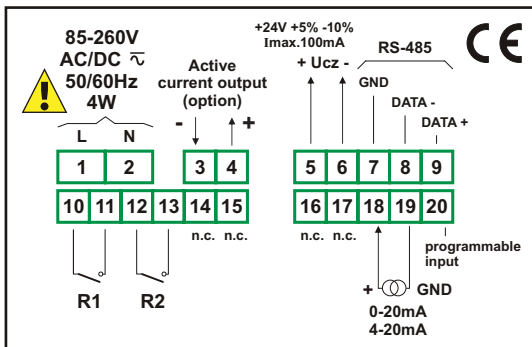 85-260V
AC/DC ⎓∼
50/60Hz
4W
L N
Active
current output
(option)
- +
+24V +5% -10%
Imax.100mA
+ Ucz -
RS-485
GND
DATA -
DATA +
CE
1 2 3 4 5 6 7 8 9
10 11 12 13 14 15 16 17 18 19 20
n.c. n.c. n.c. n.c.
R1 R2
programmable
input
+ GND
0-20mA
4-20mA